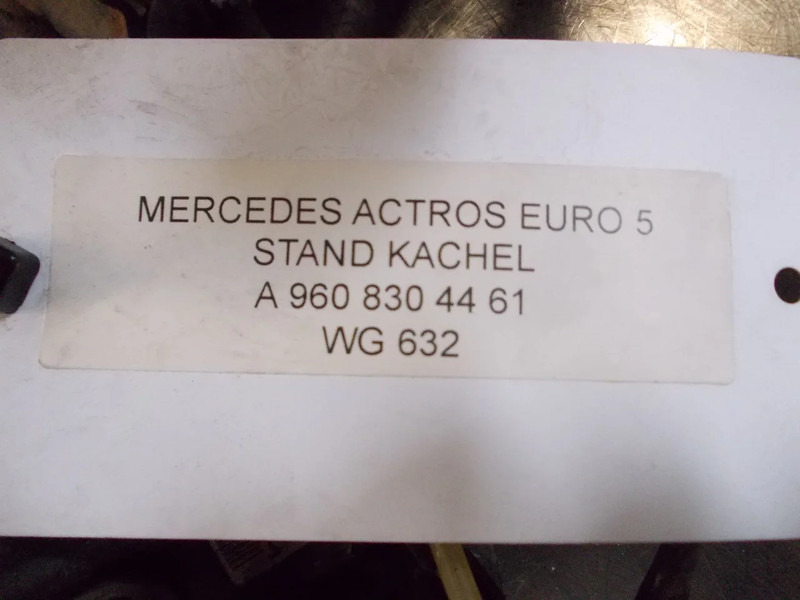 MERCEDES ACTROS EURO 5
STAND KACHEL
A 960 830 44 61
WG 632